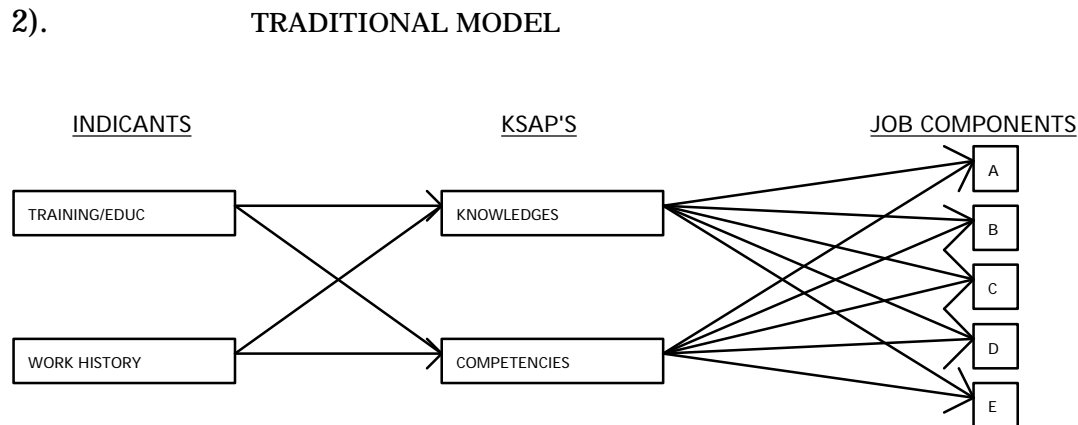 2). TRADITIONAL MODEL
INDICANTS KSAP'S JOB COMPONENTS
A
TRAINING/EDUC KNOWLEDGES
B
C
WORK HISTORY COMPETENCIES D
E